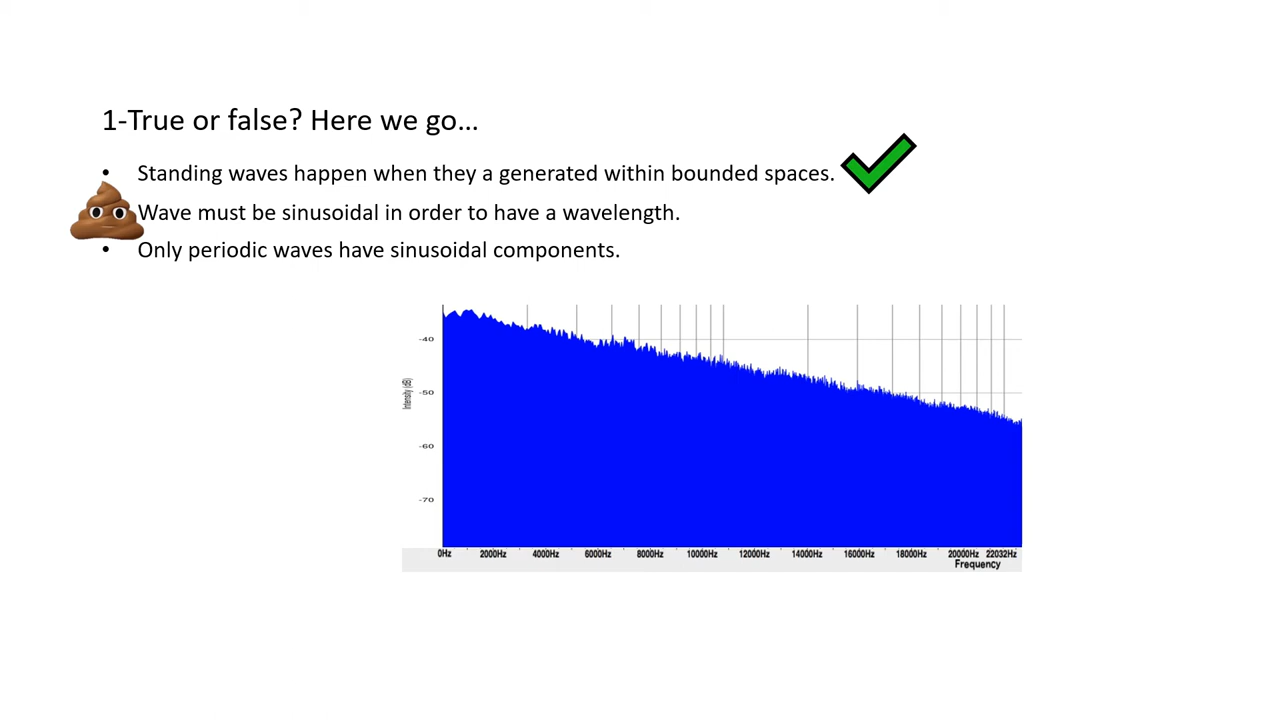 1-True or false? Here we go...
• Standing waves happen when they a generated within bounded spaces.
Wave must be sinusoidal in order to have a wavelength.
• Only periodic waves have sinusoidal components.
-40
-50
-60
-70
Intensity (dB)
0Hz 2000Hz 4000Hz 6000Hz 8000Hz 10000Hz 12000Hz 14000Hz 16000Hz 18000Hz 20000Hz 22032Hz
Frequency